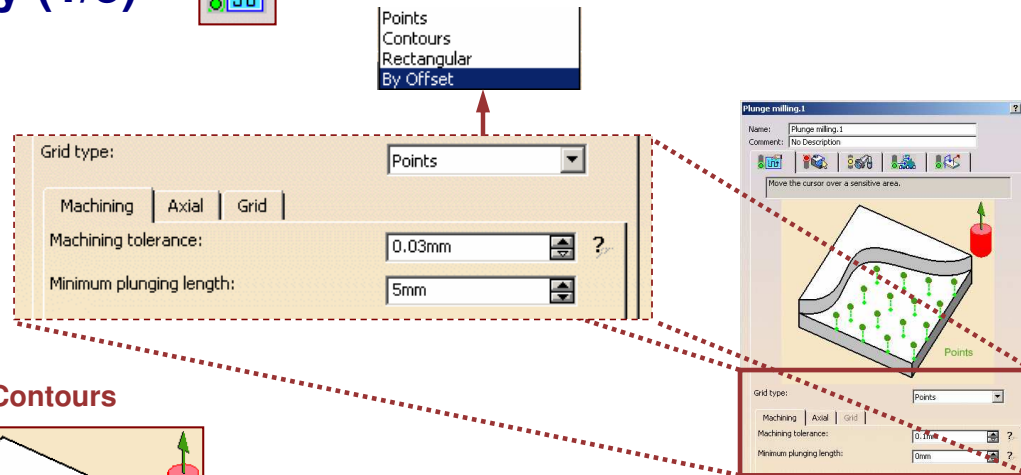 Points
Contours
Rectangular
By Offset
Grid type:
Points
Machining Axial Grid
Machining tolerance:
0.03mm
?
Minimum plunging length:
5mm
Contours
Plunge milling.1
?
Name:
Plunge milling.1
Comment:
No Description
Move the cursor over a sensitive area.
Points
Grid type:
Points
Machining Axial Grid
Machining tolerance:
0.1mm
?
Minimum plunging length:
0mm
?